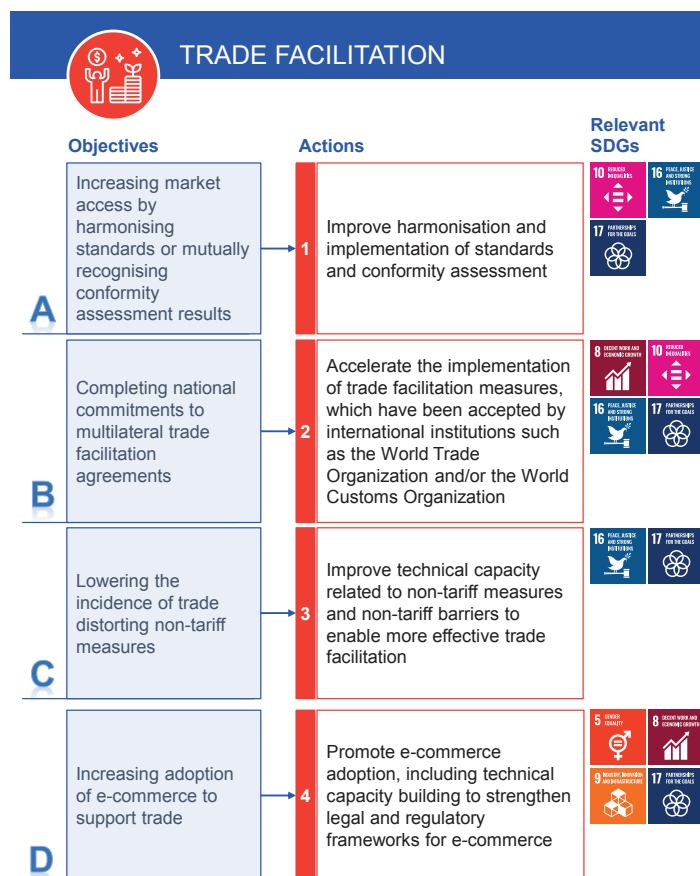 TRADE FACILITATION
Objectives
Actions
Relevant
SDGs
A
Increasing market
access by
harmonising
standards or mutually
recognising
conformity
assessment results
1
Improve harmonisation and
implementation of standards
and conformity assessment
10 REDUCED
INEQUALITIES
16 PEACE, JUSTICE
AND STRONG
INSTITUTIONS
17 PARTNERSHIPS
FOR THE GOALS
B
Completing national
commitments to
multilateral trade
facilitation
agreements
2
Accelerate the implementation
of trade facilitation measures,
which have been accepted by
international institutions such
as the World Trade
Organization and/or the World
Customs Organization
8 DECENT WORK AND
ECONOMIC GROWTH
10 REDUCED
INEQUALITIES
16 PEACE, JUSTICE
AND STRONG
INSTITUTIONS
17 PARTNERSHIPS
FOR THE GOALS
C
Lowering the
incidence of trade
distorting non-tariff
measures
3
Improve technical capacity
related to non-tariff measures
and non-tariff barriers to
enable more effective trade
facilitation
16 PEACE, JUSTICE
AND STRONG
INSTITUTIONS
17 PARTNERSHIPS
FOR THE GOALS
D
Increasing adoption
of e-commerce to
support trade
4
Promote e-commerce
adoption, including technical
capacity building to strengthen
legal and regulatory
frameworks for e-commerce
5 GENDER
EQUALITY
8 DECENT WORK AND
ECONOMIC GROWTH
9 INDUSTRY, INNOVATION
AND INFRASTRUCTURE
17 PARTNERSHIPS
FOR THE GOALS